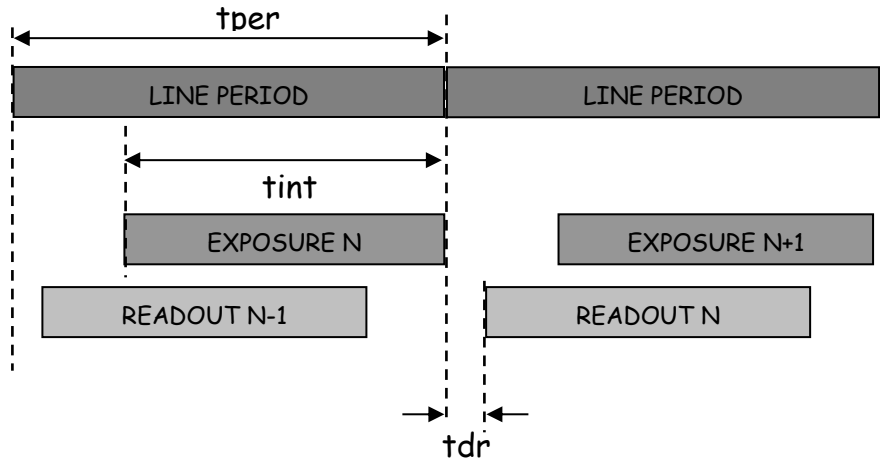 tper
LINE PERIOD LINE PERIOD
tint
EXPOSURE N EXPOSURE N+1
READOUT N-1 READOUT N
tdr